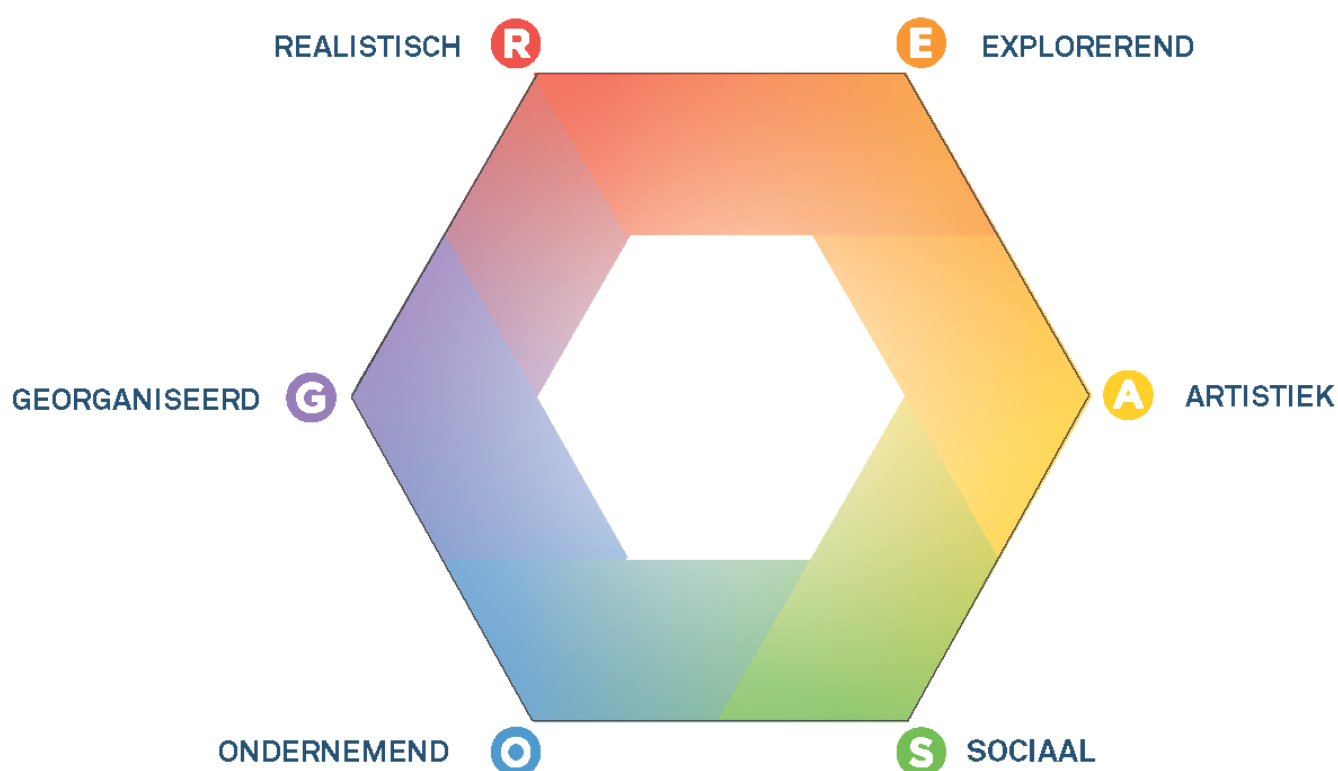 REALISTISCH R
E EXPLOREREND
GEORGANISEERD G
A ARTISTIEK
ONDERNEMEND O
S SOCIAAL